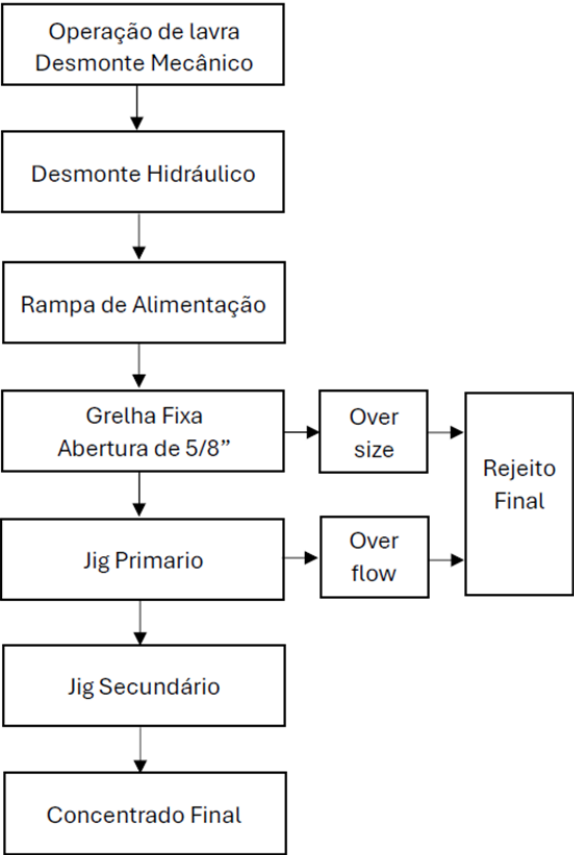 Operação de lavra
Desmonte Mecânico
Desmonte Hidráulico
Rampa de Alimentação
Grelha Fixa
Abertura de 5/8”
Over
size
Rejeito
Final
Jig Primario
Over
flow
Jig Secundário
Concentrado Final